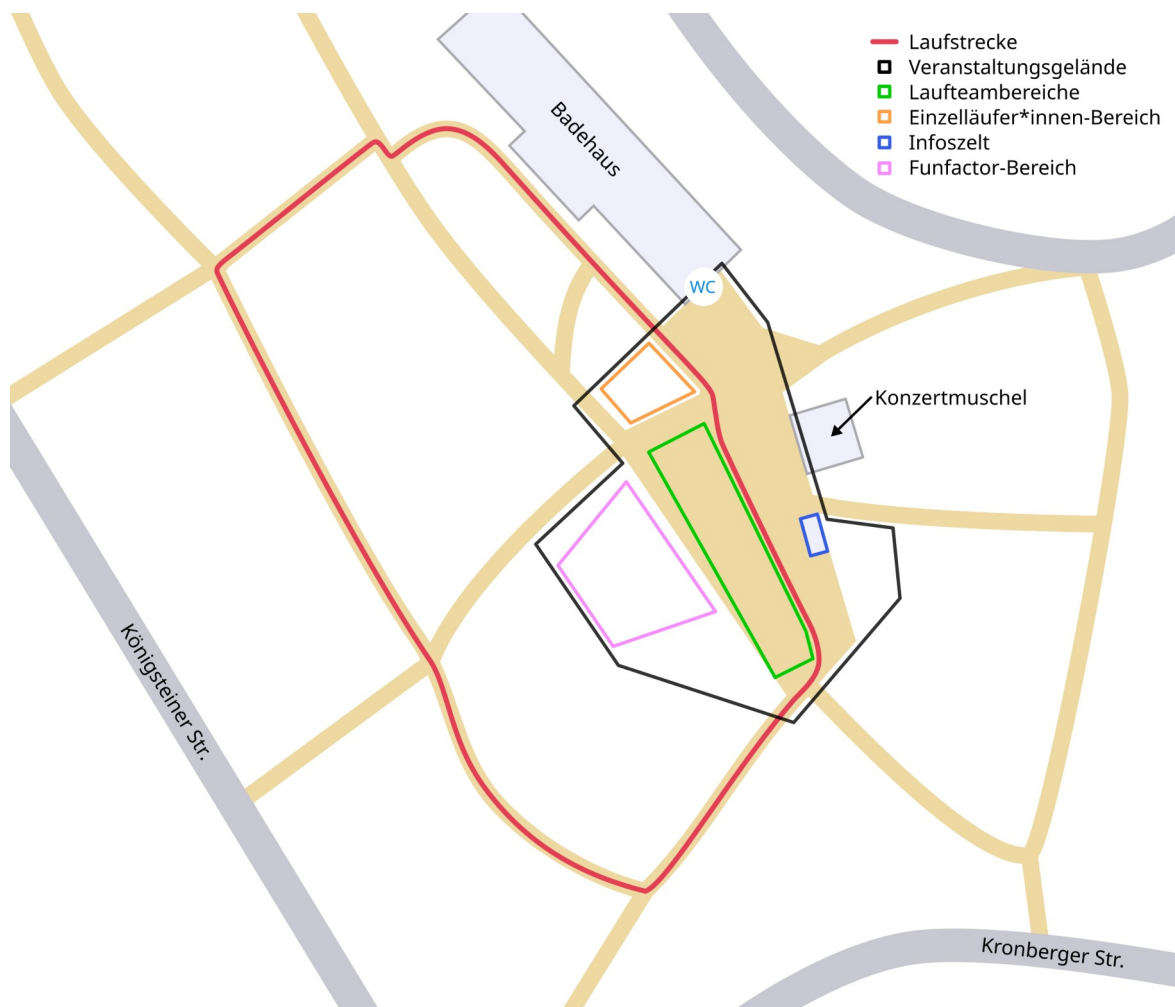 Laufstrecke
Veranstaltungsgelände
Laufteambereiche
Einzelläufer*innen-Bereich
Infoszelt
Funfactor-Bereich
Badehaus
WC
Konzertmuschel
Königsteiner Str.
Kronberger Str.